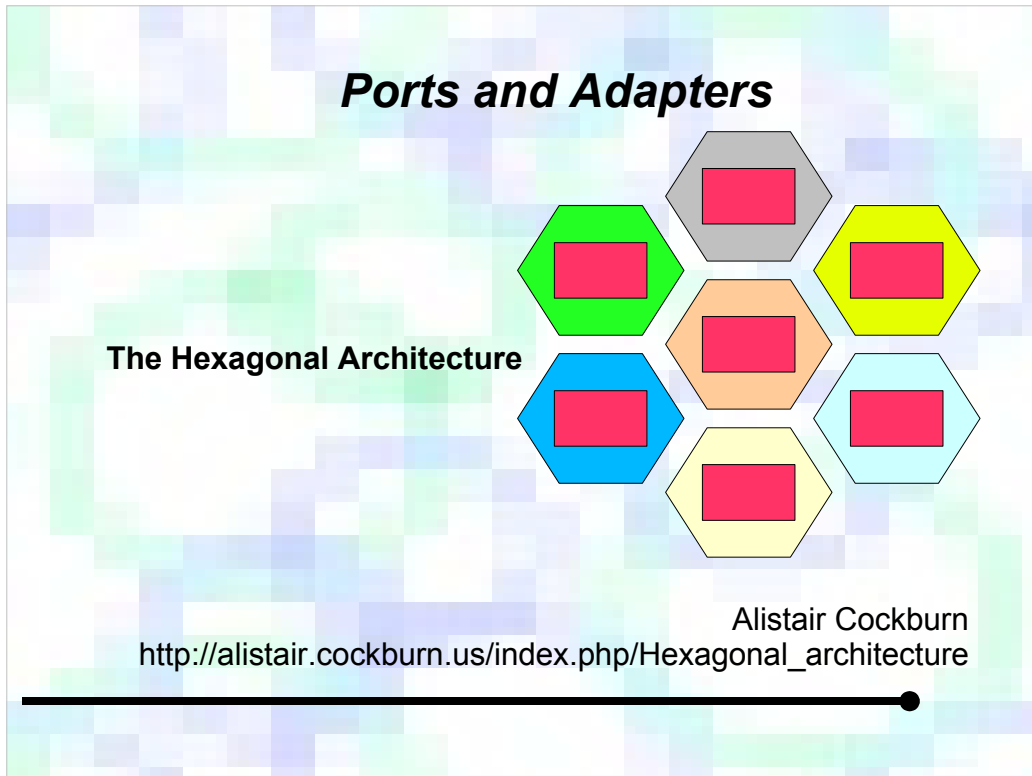 Ports and Adapters
The Hexagonal Architecture
Alistair Cockburn
http://alistair.cockburn.us/index.php/Hexagonal_architecture